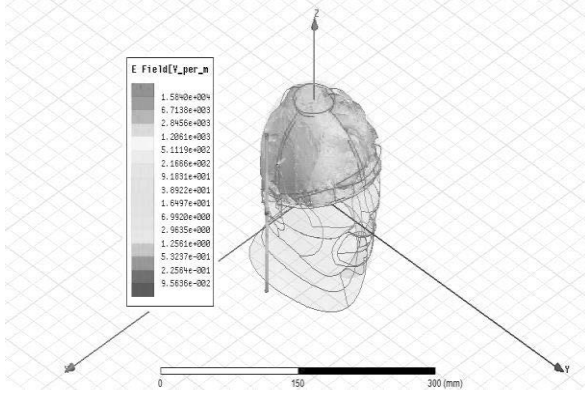 Z
E Field[V_per_m
1.5840e+004
6.7138e+003
2.8456e+003
1.2061e+003
5.1119e+002
2.1666e+002
9.1831e+001
3.8922e+001
1.6497e+001
6.9920e+000
2.9635e+000
1.2561e+000
5.3237e-001
2.2564e-001
9.5636e-002
Y
0 150 300 (mm)